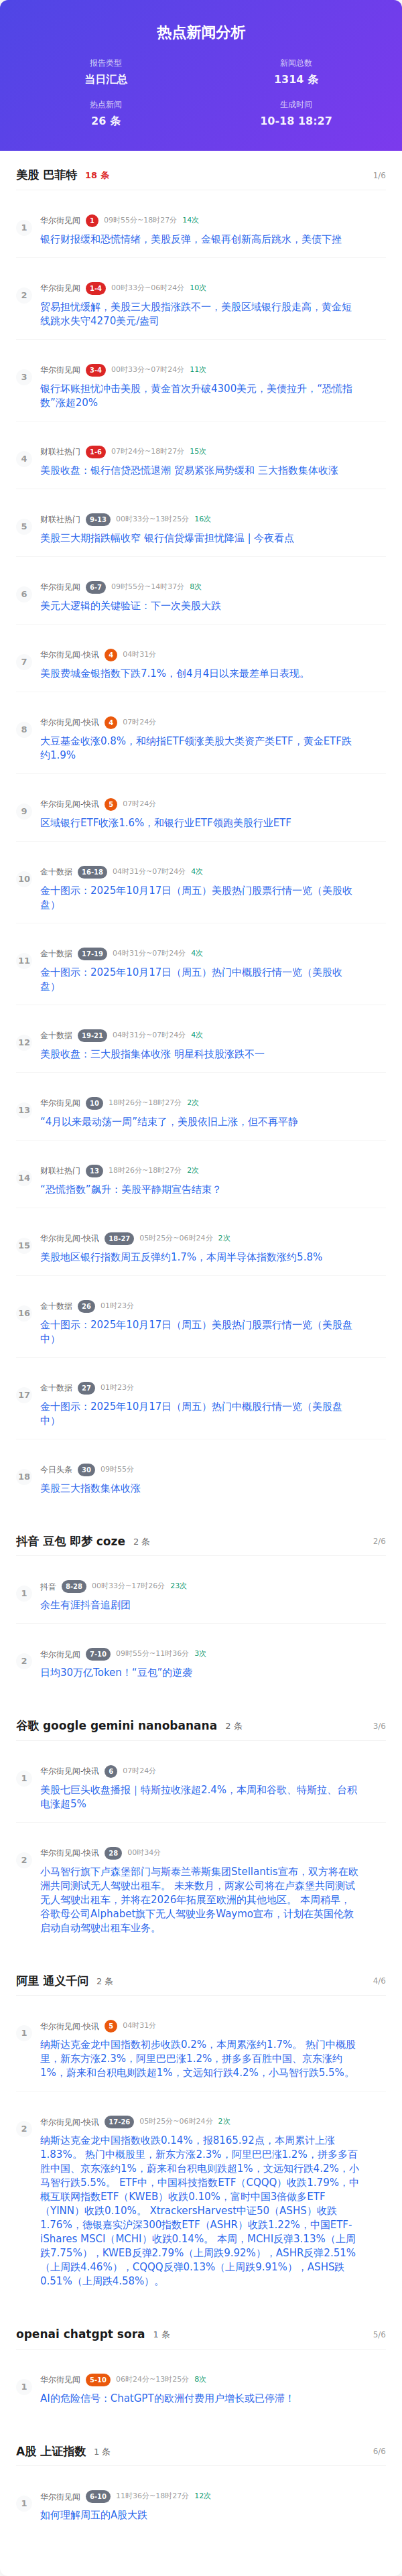 热点新闻分析
报告类型
当日汇总
新闻总数
1314 条
热点新闻
26 条
生成时间
10-18 18:27
美股 巴菲特 18 条 1/6
1
华尔街见闻 1 09时55分~18时27分 14次
银行财报缓和恐慌情绪，美股反弹，金银再创新高后跳水，美债下挫
2
华尔街见闻 1-4 00时33分~06时24分 10次
贸易担忧缓解，美股三大股指涨跌不一，美股区域银行股走高，黄金短
线跳水失守4270美元/盎司
3
华尔街见闻 3-4 00时33分~07时24分 11次
银行坏账担忧冲击美股，黄金首次升破4300美元，美债拉升，“恐慌指
数”涨超20%
4
财联社热门 1-6 07时24分~18时27分 15次
美股收盘：银行信贷恐慌退潮 贸易紧张局势缓和 三大指数集体收涨
5
财联社热门 9-13 00时33分~13时25分 16次
美股三大期指跌幅收窄 银行信贷爆雷担忧降温 | 今夜看点
6
华尔街见闻 6-7 09时55分~14时37分 8次
美元大逻辑的关键验证：下一次美股大跌
7
华尔街见闻-快讯 4 04时31分
美股费城金银指数下跌7.1%，创4月4日以来最差单日表现。
8
华尔街见闻-快讯 4 07时24分
大豆基金收涨0.8%，和纳指ETF领涨美股大类资产类ETF，黄金ETF跌
约1.9%
9
华尔街见闻-快讯 5 07时24分
区域银行ETF收涨1.6%，和银行业ETF领跑美股行业ETF
10
金十数据 16-18 04时31分~07时24分 4次
金十图示：2025年10月17日（周五）美股热门股票行情一览（美股收
盘）
11
金十数据 17-19 04时31分~07时24分 4次
金十图示：2025年10月17日（周五）热门中概股行情一览（美股收
盘）
12
金十数据 19-21 04时31分~07时24分 4次
美股收盘：三大股指集体收涨 明星科技股涨跌不一
13
华尔街见闻 10 18时26分~18时27分 2次
“4月以来最动荡一周”结束了，美股依旧上涨，但不再平静
14
财联社热门 13 18时26分~18时27分 2次
“恐慌指数”飙升：美股平静期宣告结束？
15
华尔街见闻-快讯 18-27 05时25分~06时24分 2次
美股地区银行指数周五反弹约1.7%，本周半导体指数涨约5.8%
16
金十数据 26 01时23分
金十图示：2025年10月17日（周五）美股热门股票行情一览（美股盘
中）
17
金十数据 27 01时23分
金十图示：2025年10月17日（周五）热门中概股行情一览（美股盘
中）
18
今日头条 30 09时55分
美股三大指数集体收涨
抖音 豆包 即梦 coze 2 条 2/6
1
抖音 8-28 00时33分~17时26分 23次
余生有涯抖音追剧团
2
华尔街见闻 7-10 09时55分~11时36分 3次
日均30万亿Token！“豆包”的逆袭
谷歌 google gemini nanobanana 2 条 3/6
1
华尔街见闻-快讯 6 07时24分
美股七巨头收盘播报｜特斯拉收涨超2.4%，本周和谷歌、特斯拉、台积
电涨超5%
2
华尔街见闻-快讯 28 00时34分
小马智行旗下卢森堡部门与斯泰兰蒂斯集团Stellantis宣布，双方将在欧
洲共同测试无人驾驶出租车。 未来数月，两家公司将在卢森堡共同测试
无人驾驶出租车，并将在2026年拓展至欧洲的其他地区。 本周稍早，
谷歌母公司Alphabet旗下无人驾驶业务Waymo宣布，计划在英国伦敦
启动自动驾驶出租车业务。
阿里 通义千问 2 条 4/6
1
华尔街见闻-快讯 5 04时31分
纳斯达克金龙中国指数初步收跌0.2%，本周累涨约1.7%。 热门中概股
里，新东方涨2.3%，阿里巴巴涨1.2%，拼多多百胜中国、京东涨约
1%，蔚来和台积电则跌超1%，文远知行跌4.2%，小马智行跌5.5%。
2
华尔街见闻-快讯 17-26 05时25分~06时24分 2次
纳斯达克金龙中国指数收跌0.14%，报8165.92点，本周累计上涨
1.83%。 热门中概股里，新东方涨2.3%，阿里巴巴涨1.2%，拼多多百
胜中国、京东涨约1%，蔚来和台积电则跌超1%，文远知行跌4.2%，小
马智行跌5.5%。 ETF中，中国科技指数ETF（CQQQ）收跌1.79%，中
概互联网指数ETF（KWEB）收跌0.10%，富时中国3倍做多ETF
（YINN）收跌0.10%。 XtrackersHarvest中证50（ASHS）收跌
1.76%，德银嘉实沪深300指数ETF（ASHR）收跌1.22%，中国ETF-
iShares MSCI（MCHI）收跌0.14%。 本周，MCHI反弹3.13%（上周
跌7.75%），KWEB反弹2.79%（上周跌9.92%），ASHR反弹2.51%
（上周跌4.46%），CQQQ反弹0.13%（上周跌9.91%），ASHS跌
0.51%（上周跌4.58%）。
openai chatgpt sora 1 条 5/6
1
华尔街见闻 5-10 06时24分~13时25分 8次
AI的危险信号：ChatGPT的欧洲付费用户增长或已停滞！
A股 上证指数 1 条 6/6
1
华尔街见闻 6-10 11时36分~18时27分 12次
如何理解周五的A股大跌